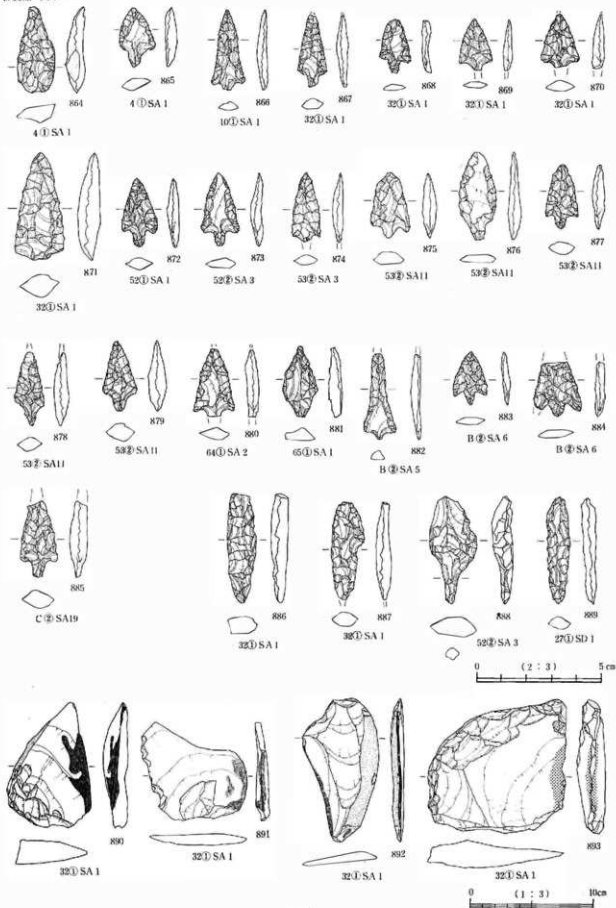 864
865
866
867
868
869
870
4①SA1
4①SA1
10①SA1
32①SA1
32①SA1
32①SA1
32①SA1
871
872
873
874
875
876
877
32①SA1
52①SA1
52②SA3
53②SA3
53②SA11
53②SA11
53②SA11
878
879
880
881
882
883
884
53②SA11
53②SA11
64①SA2
65①SA1
B②SA5
B②SA6
B②SA6
885
886
887
888
889
C②SA19
32①SA1
32①SA1
52②SA3
27①SD1
0 (2:3) 5cm
890
891
892
893
32①SA1
32①SA1
32①SA1
32①SA1
0 (1:3) 10cm